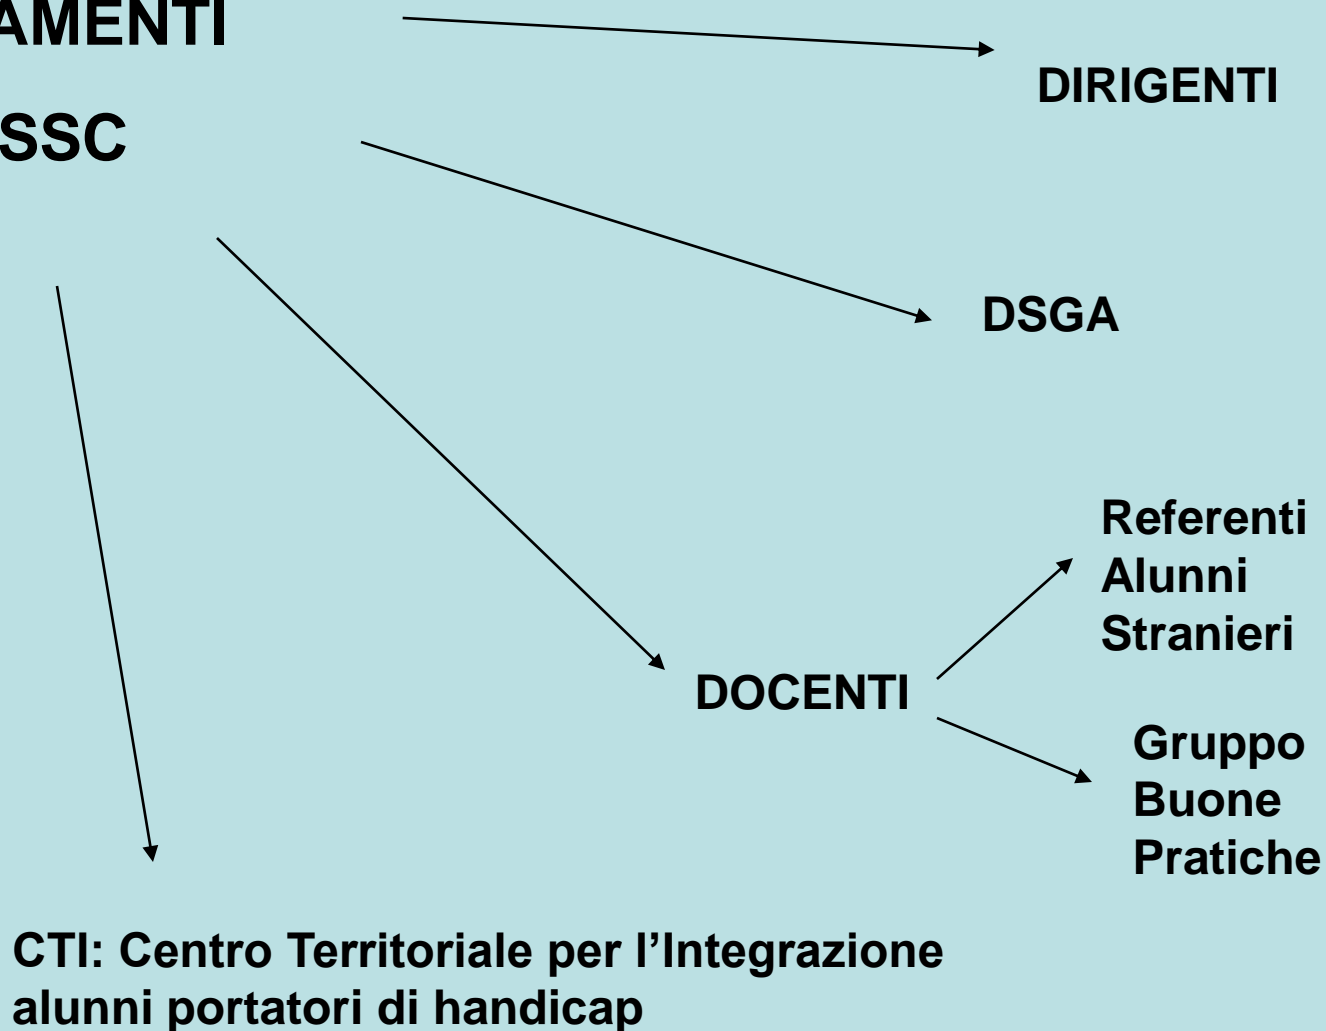 AMENTI
DIRIGENTI
SSC
DSGA
Referenti
Alunni
Stranieri
DOCENTI
Gruppo
Buone
Pratiche
CTI: Centro Territoriale per l’Integrazione
alunni portatori di handicap